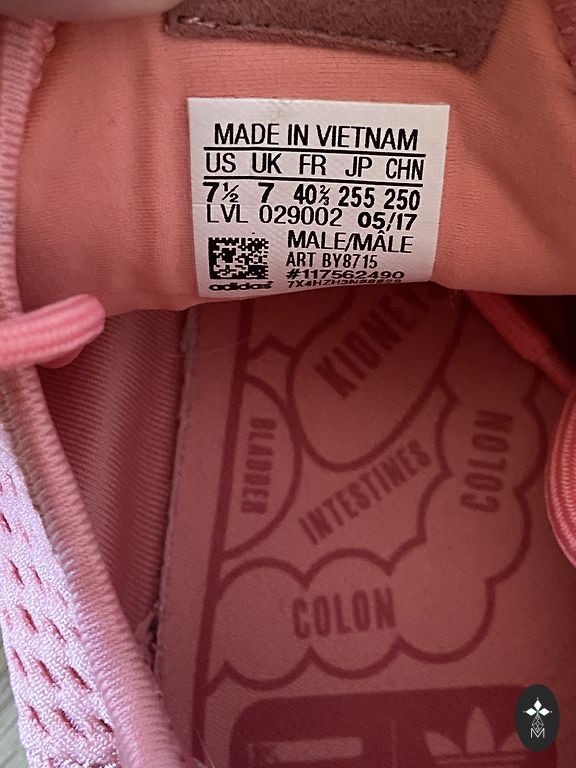 MADE IN VIETNAM
US UK FR JP CHN
7½ 7 40⅔ 255 250
LVL 029002 05/17
MALE/MÂLE
ART BY8715
#117562490
adidas
KIDNEY
BLADDER
INTESTINES
COLON
COLON
M